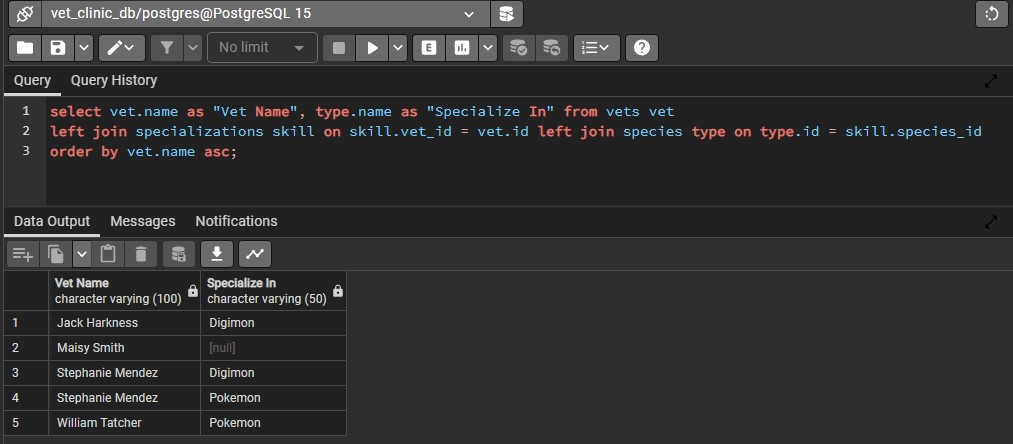 vet_clinic_db/postgres@PostgreSQL 15
No limit
E
Query Query History
1 select vet.name as "Vet Name", type.name as "Specialize In" from vets vet
2 left join specializations skill on skill.vet_id = vet.id left join species type on type.id = skill.species_id
3 order by vet.name asc;
Data Output Messages Notifications
Vet Name Specialize In
character varying (100) character varying (50)
1 Jack Harkness Digimon
2 Maisy Smith [null]
3 Stephanie Mendez Digimon
4 Stephanie Mendez Pokemon
5 William Tatcher Pokemon